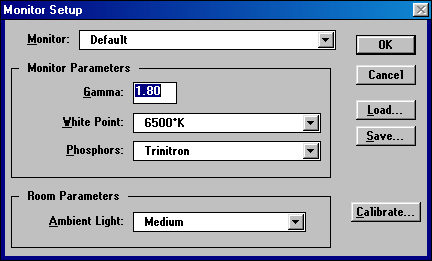 Monitor Setup
Monitor: Default
OK
Monitor Parameters
Cancel
Gamma: 1.80
Load...
White Point: 6500°K
Save...
Phosphors: Trinitron
Room Parameters
Calibrate...
Ambient Light: Medium